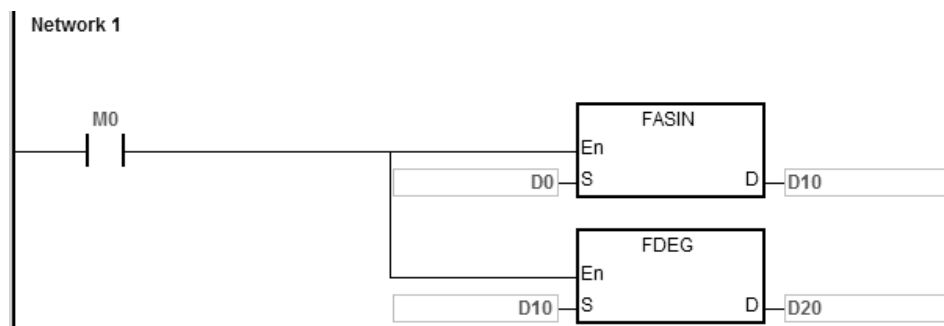 Network 1
M0
FASIN
En
D0 S D D10
FDEG
En
D10 S D D20